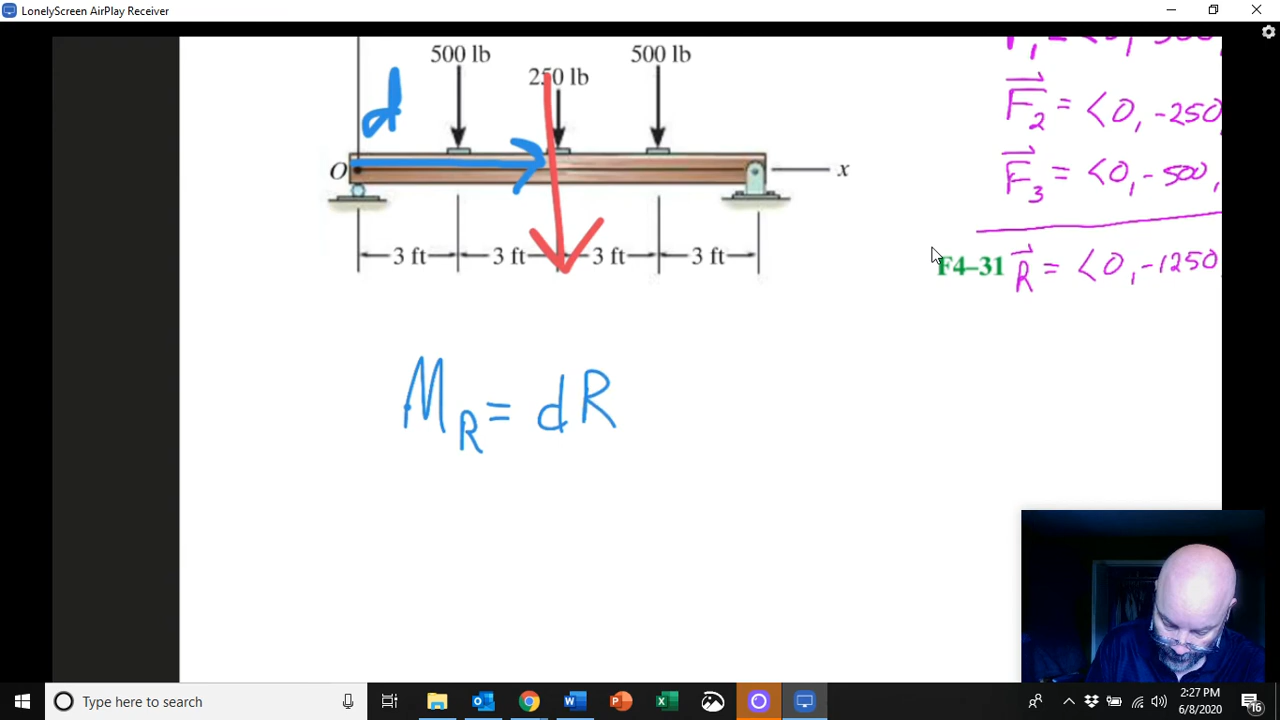 LonelyScreen AirPlay Receiver
500 lb
500 lb
250 lb
d
O
x
3 ft
3 ft
3 ft
3 ft
F₂ = <0, -250
F₃ = <0, -500,
F4–31
R = <0, -1250
M_R = dR
Type here to search
2:27 PM
6/8/2020
16